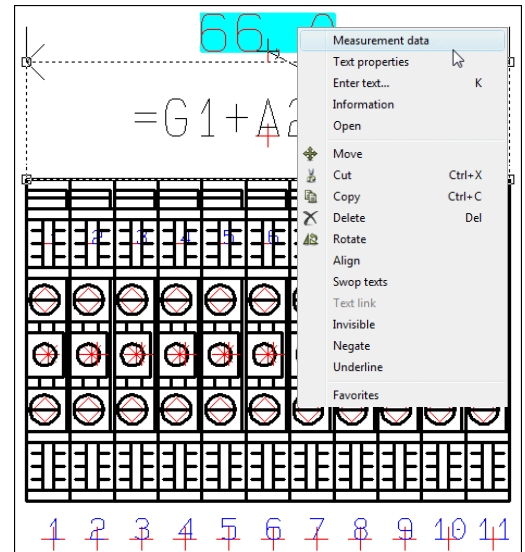 66,0
Measurement data
Text properties
Enter text... K
Information
Open
=G1+A2
Move
Cut Ctrl+X
Copy Ctrl+C
Delete Del
Rotate
Align
Swop texts
Text link
Invisible
Negate
Underline
Favorites
1 2 3 4 5 6
1 2 3 4 5 6 7 8 9 10 11